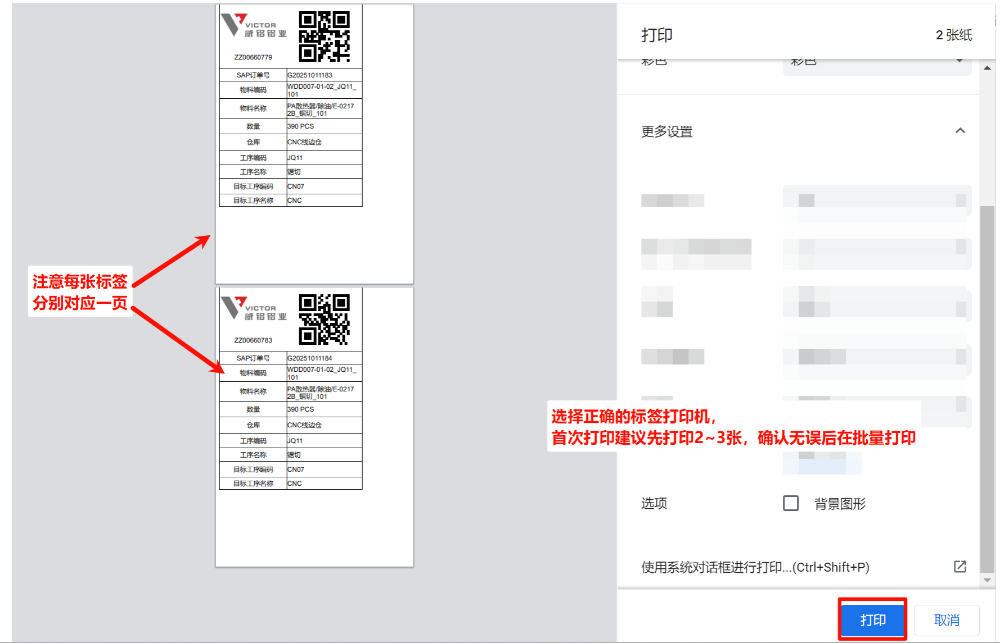 VICTOR
威铝铝业
ZZ00660779
SAP订单号 G20251011183
物料编码 WDD007-01-02_JQ11_
101
物料名称 PA散热器/除油/E-0217
2B_锯切_101
数量 390 PCS
仓库 CNC线边仓
工序编码 JQ11
工序名称 锯切
目标工序编码 CN07
目标工序名称 CNC
注意每张标签
分别对应一页
VICTOR
威铝铝业
ZZ00660783
SAP订单号 G20251011184
物料编码 WDD007-01-02_JQ11_
101
物料名称 PA散热器/除油/E-0217
2B_锯切_101
数量 390 PCS
仓库 CNC线边仓
工序编码 JQ11
工序名称 锯切
目标工序编码 CN07
目标工序名称 CNC
打印 2 张纸
彩色 彩色
更多设置
选择正确的标签打印机，
首次打印建议先打印2~3张，确认无误后在批量打印
选项 背景图形
使用系统对话框进行打印...(Ctrl+Shift+P)
打印 取消